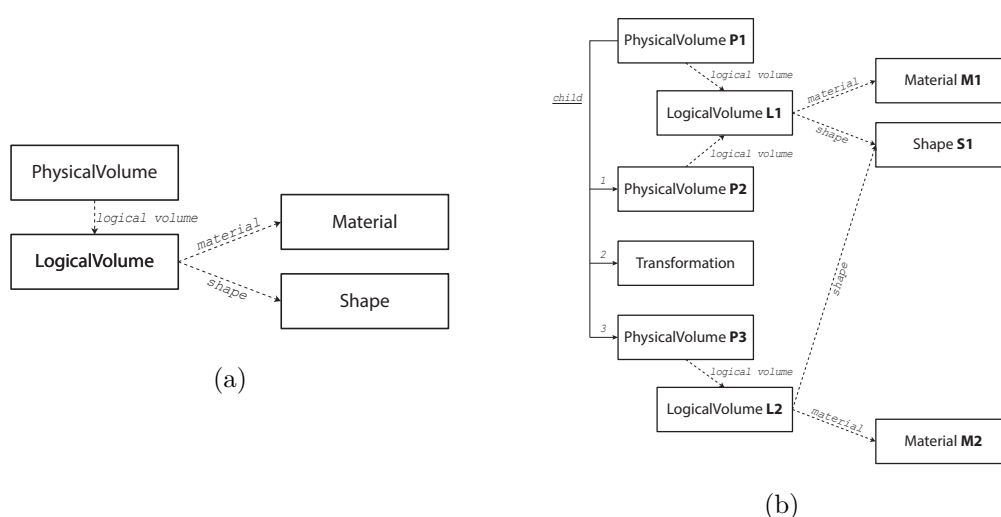 PhysicalVolume
logical volume
LogicalVolume
material
Material
shape
Shape
(a)
PhysicalVolume P1
logical volume
child
LogicalVolume L1
material
Material M1
shape
Shape S1
logical volume
1
PhysicalVolume P2
2
Transformation
shape
3
PhysicalVolume P3
logical volume
LogicalVolume L2
material
Material M2
(b)